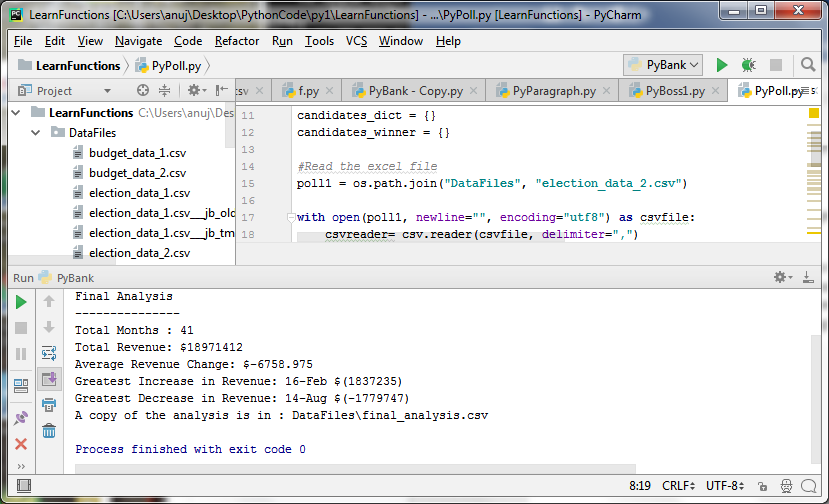 LearnFunctions [C:\Users\anuj\Desktop\PythonCode\py1\LearnFunctions] - ...\PyPoll.py [LearnFunctions] - PyCharm
File Edit View Navigate Code Refactor Run Tools VCS Window Help
LearnFunctions PyPoll.py PyBank
Project
f.py PyBank - Copy.py PyParagraph.py PyBoss1.py PyPoll.py
LearnFunctions C:\Users\anuj\Des
DataFiles
budget_data_1.csv
budget_data_2.csv
election_data_1.csv
election_data_1.csv___jb_old
election_data_1.csv___jb_tm
election_data_2.csv
11 candidates_dict = {}
12 candidates_winner = {}
13
14 #Read the excel file
15 poll1 = os.path.join("DataFiles", "election_data_2.csv")
16
17 with open(poll1, newline="", encoding="utf8") as csvfile:
18 csvreader= csv.reader(csvfile, delimiter=",")
Run PyBank
Final Analysis
---------------
Total Months : 41
Total Revenue: $18971412
Average Revenue Change: $-6758.975
Greatest Increase in Revenue: 16-Feb $(1837235)
Greatest Decrease in Revenue: 14-Aug $(-1779747)
A copy of the analysis is in : DataFiles\final_analysis.csv
Process finished with exit code 0
8:19 CRLF UTF-8